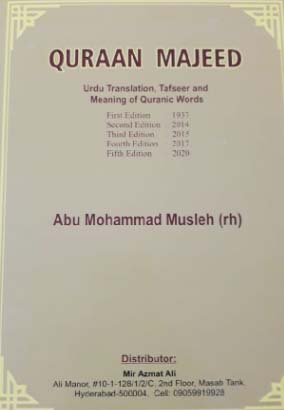 QURAAN MAJEED
Urdu Translation, Tafseer and
Meaning of Quranic Words
First Edition 1937
Second Edition 2014
Third Edition 2015
Fourth Edition 2017
Fifth Edition 2020
Abu Mohammad Musleh (rh)
Distributor:
Mir Azmat Ali
Ali Manor, #10-1-128/1/2/C, 2nd Floor, Masab Tank,
Hyderabad-500004. Cell: 09059919928